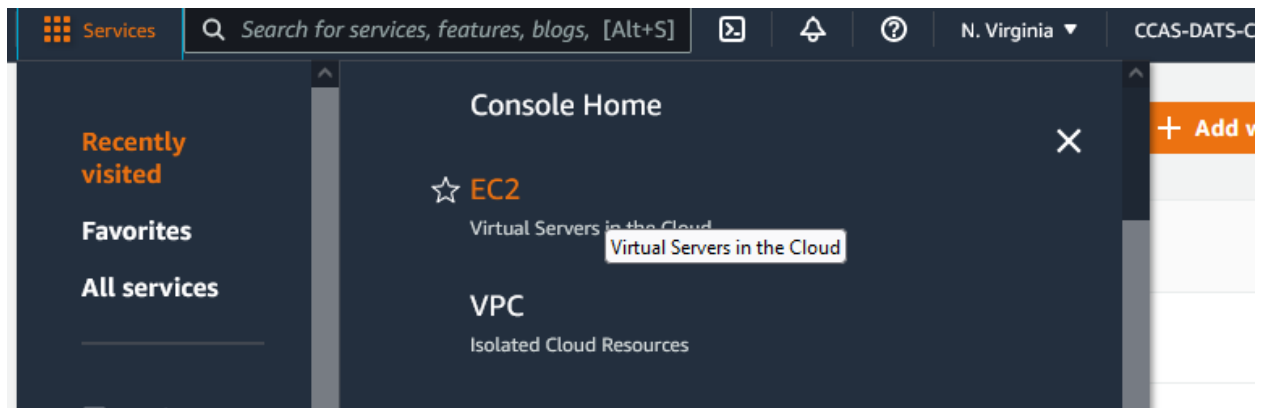 Services
Search for services, features, blogs, [Alt+S]
N. Virginia
CCAS-DATS-C
Console Home
+ Add
Recently
visited
EC2
Virtual Servers in the Cloud
Virtual Servers in the Cloud
Favorites
All services
VPC
Isolated Cloud Resources